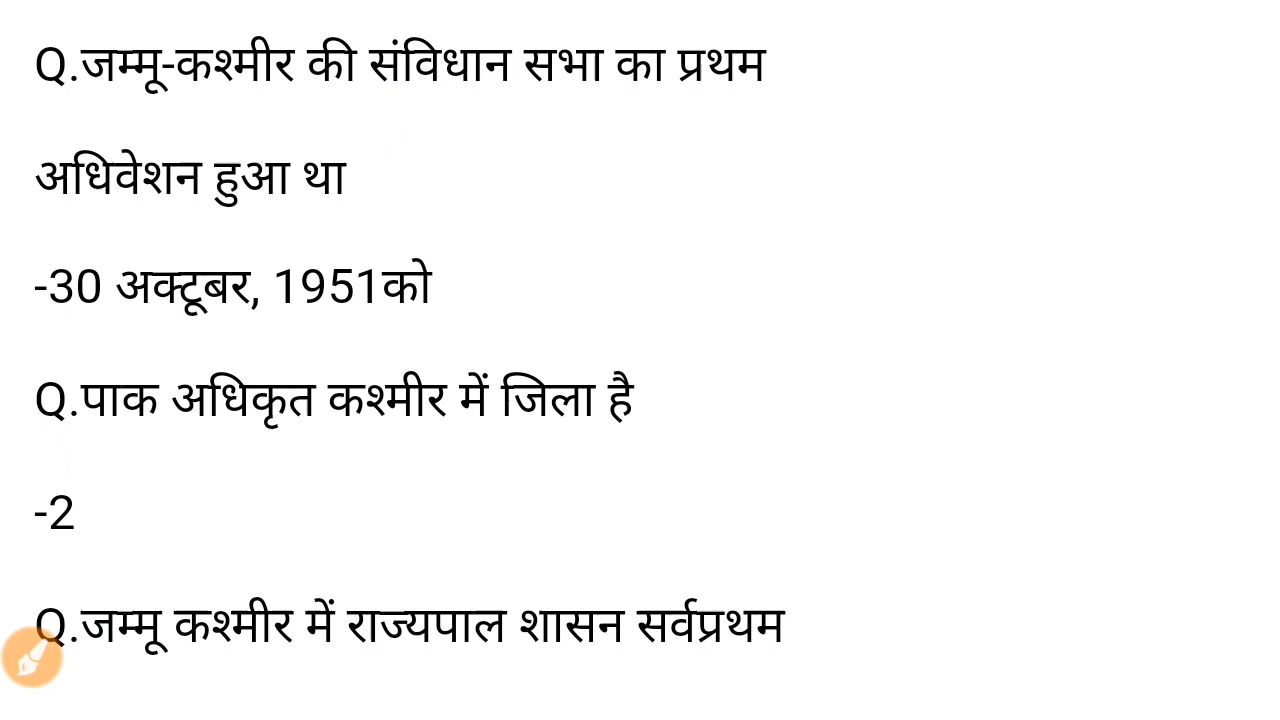 Q.जम्मू-कश्मीर की संविधान सभा का प्रथम
अधिवेशन हुआ था
-30 अक्टूबर, 1951को
Q.पाक अधिकृत कश्मीर में जिला है
-2
Q.जम्मू कश्मीर में राज्यपाल शासन सर्वप्रथम